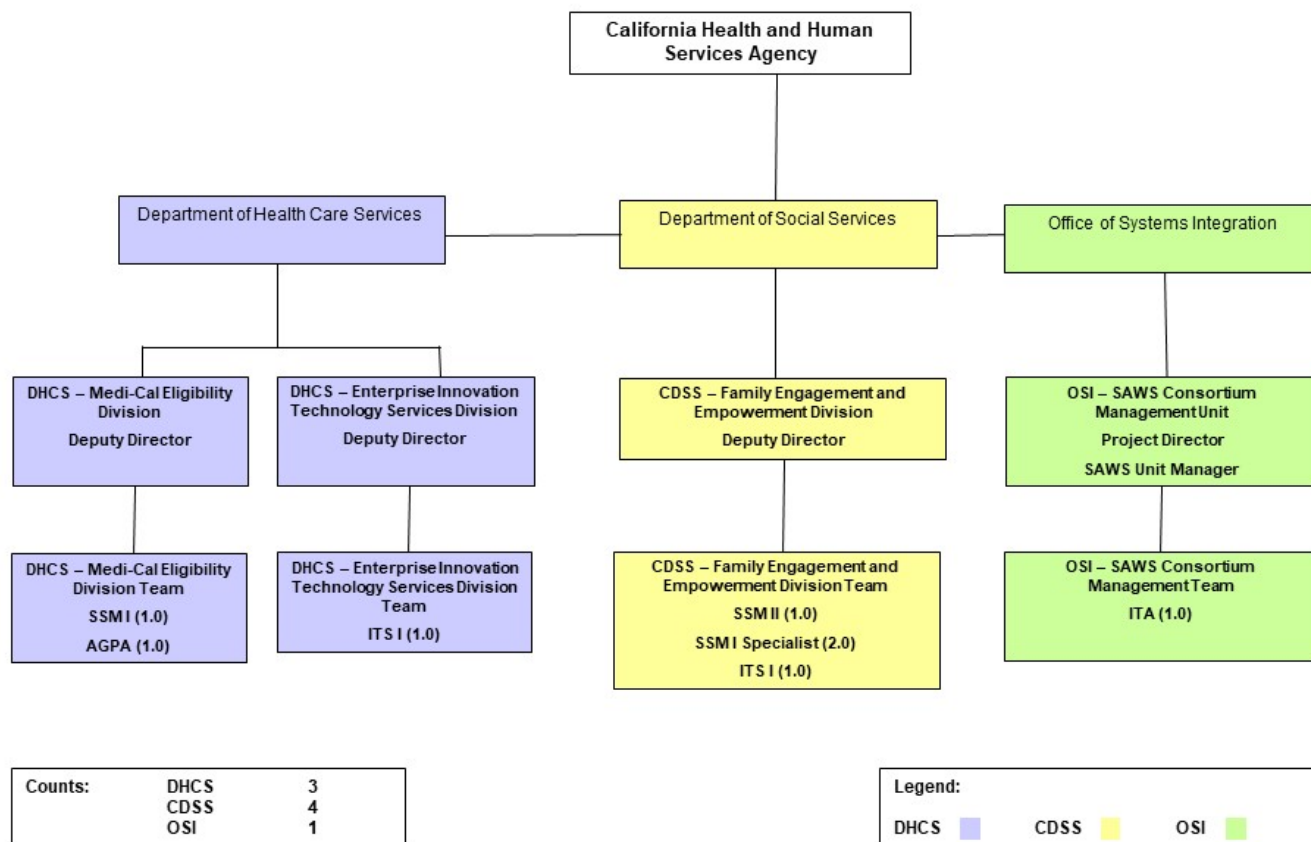 California Health and Human
Services Agency
Department of Health Care Services
Department of Social Services
Office of Systems Integration
DHCS – Medi-Cal Eligibility
Division
Deputy Director
DHCS – Enterprise Innovation
Technology Services Division
Deputy Director
CDSS – Family Engagement and
Empowerment Division
Deputy Director
OSI – SAWS Consortium
Management Unit
Project Director
SAWS Unit Manager
DHCS – Medi-Cal Eligibility
Division Team
SSM I (1.0)
AGPA (1.0)
DHCS – Enterprise Innovation
Technology Services Division
Team
ITS I (1.0)
CDSS – Family Engagement and
Empowerment Division Team
SSM II (1.0)
SSM I Specialist (2.0)
ITS I (1.0)
OSI – SAWS Consortium
Management Team
ITA (1.0)
Counts: DHCS 3
CDSS 4
OSI 1
Legend:
DHCS CDSS OSI